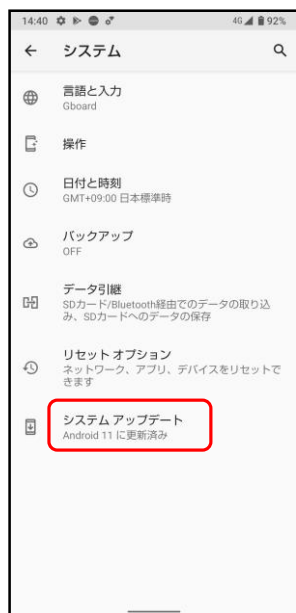 14:40 4G 92%
システム
言語と入力
Gboard
操作
日付と時刻
GMT+09:00 日本標準時
バックアップ
OFF
データ引継
SDカード/Bluetooth経由でのデータの取り込
み、SDカードへのデータの保存
リセット オプション
ネットワーク、アプリ、デバイスをリセットで
きます
システム アップデート
Android 11 に更新済み